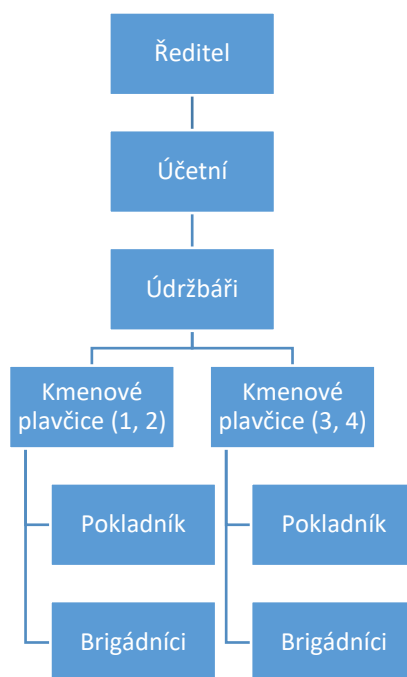 Ředitel
Účetní
Údržbáři
Kmenové
plavčice (1, 2)
Kmenové
plavčice (3, 4)
Pokladník
Pokladník
Brigádníci
Brigádníci